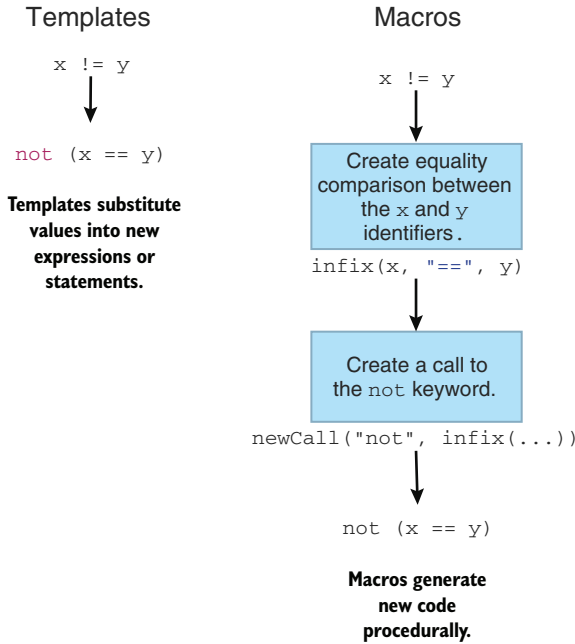 Templates
x != y
not (x == y)
Templates substitute
values into new
expressions or
statements.
Macros
x != y
Create equality
comparison between
the x and y
identifiers.
infix(x, "==", y)
Create a call to
the not keyword.
newCall("not", infix(...))
not (x == y)
Macros generate
new code
procedurally.